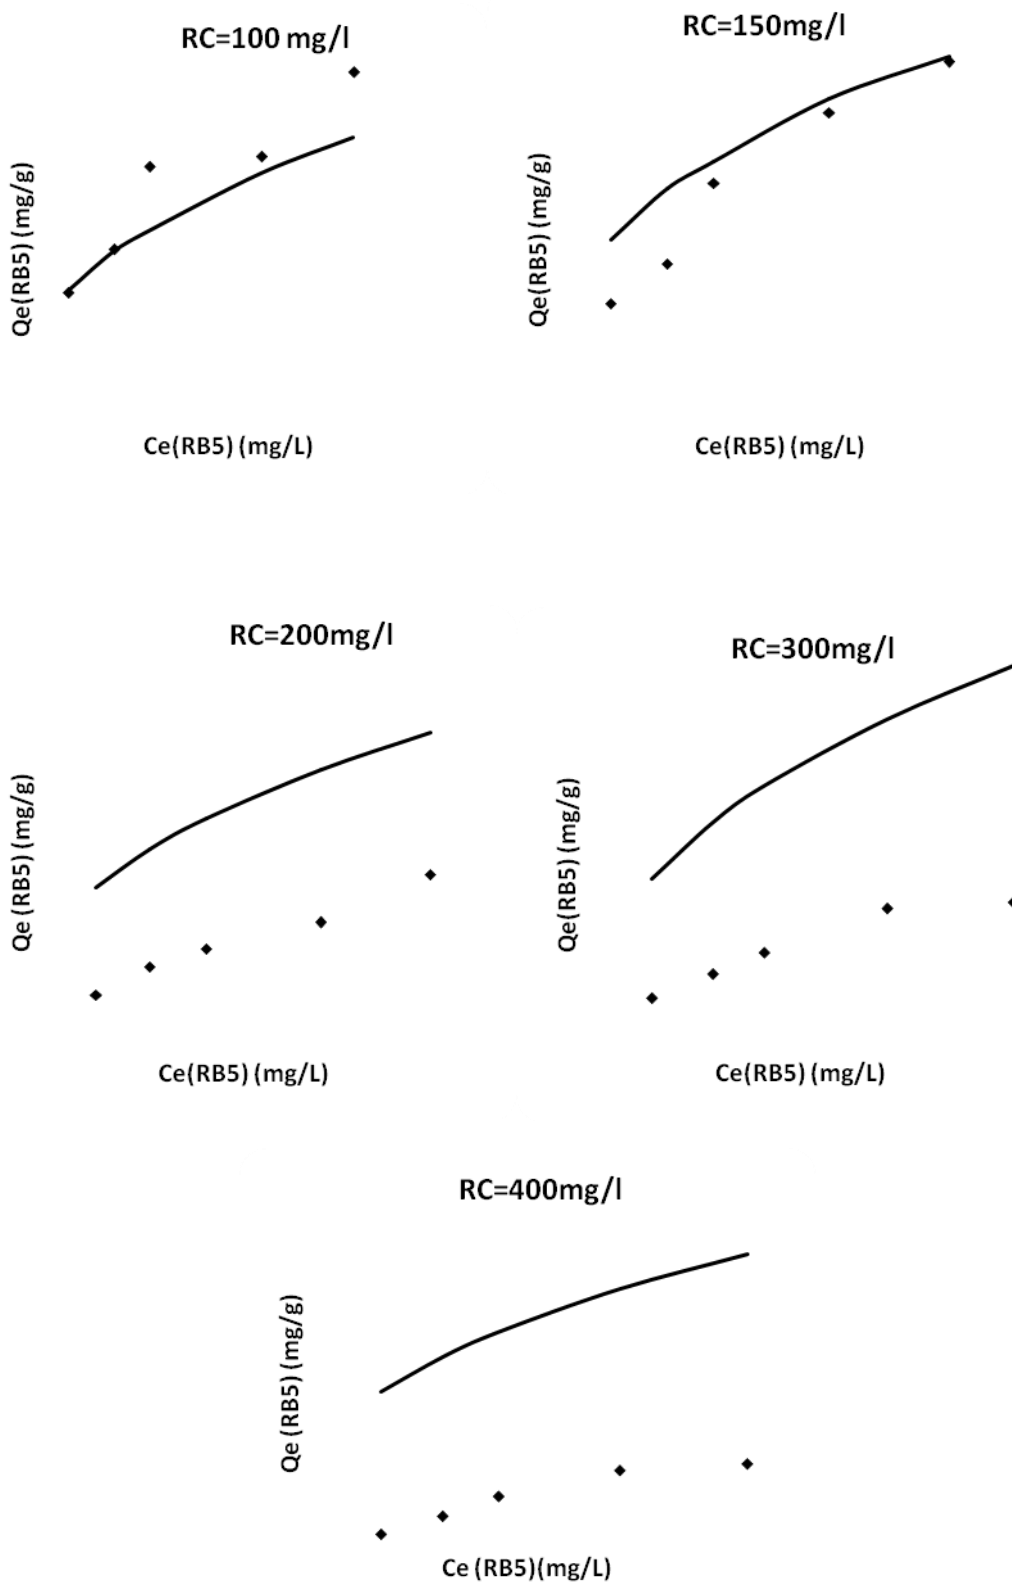 RC=100 mg/l
Qe(RB5) (mg/g)
Ce(RB5) (mg/L)
RC=150mg/l
Qe(RB5) (mg/g)
Ce(RB5) (mg/L)
RC=200mg/l
Qe (RB5) (mg/g)
Ce(RB5) (mg/L)
RC=300mg/l
Qe(RB5) (mg/g)
Ce(RB5) (mg/L)
RC=400mg/l
Qe (RB5) (mg/g)
Ce (RB5)(mg/L)